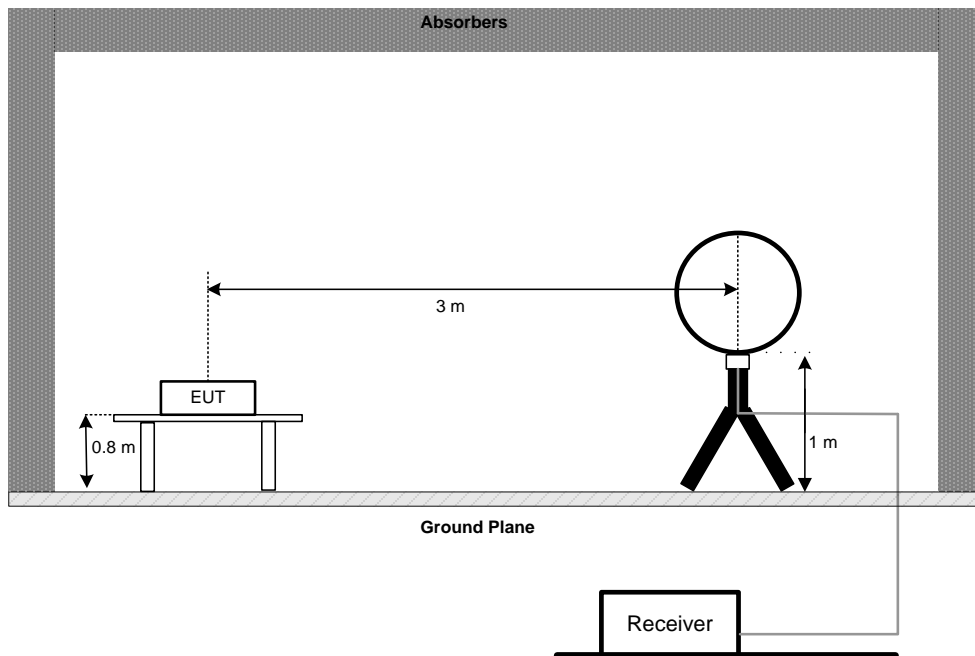 Absorbers
3 m
EUT
0.8 m
1 m
Ground Plane
Receiver